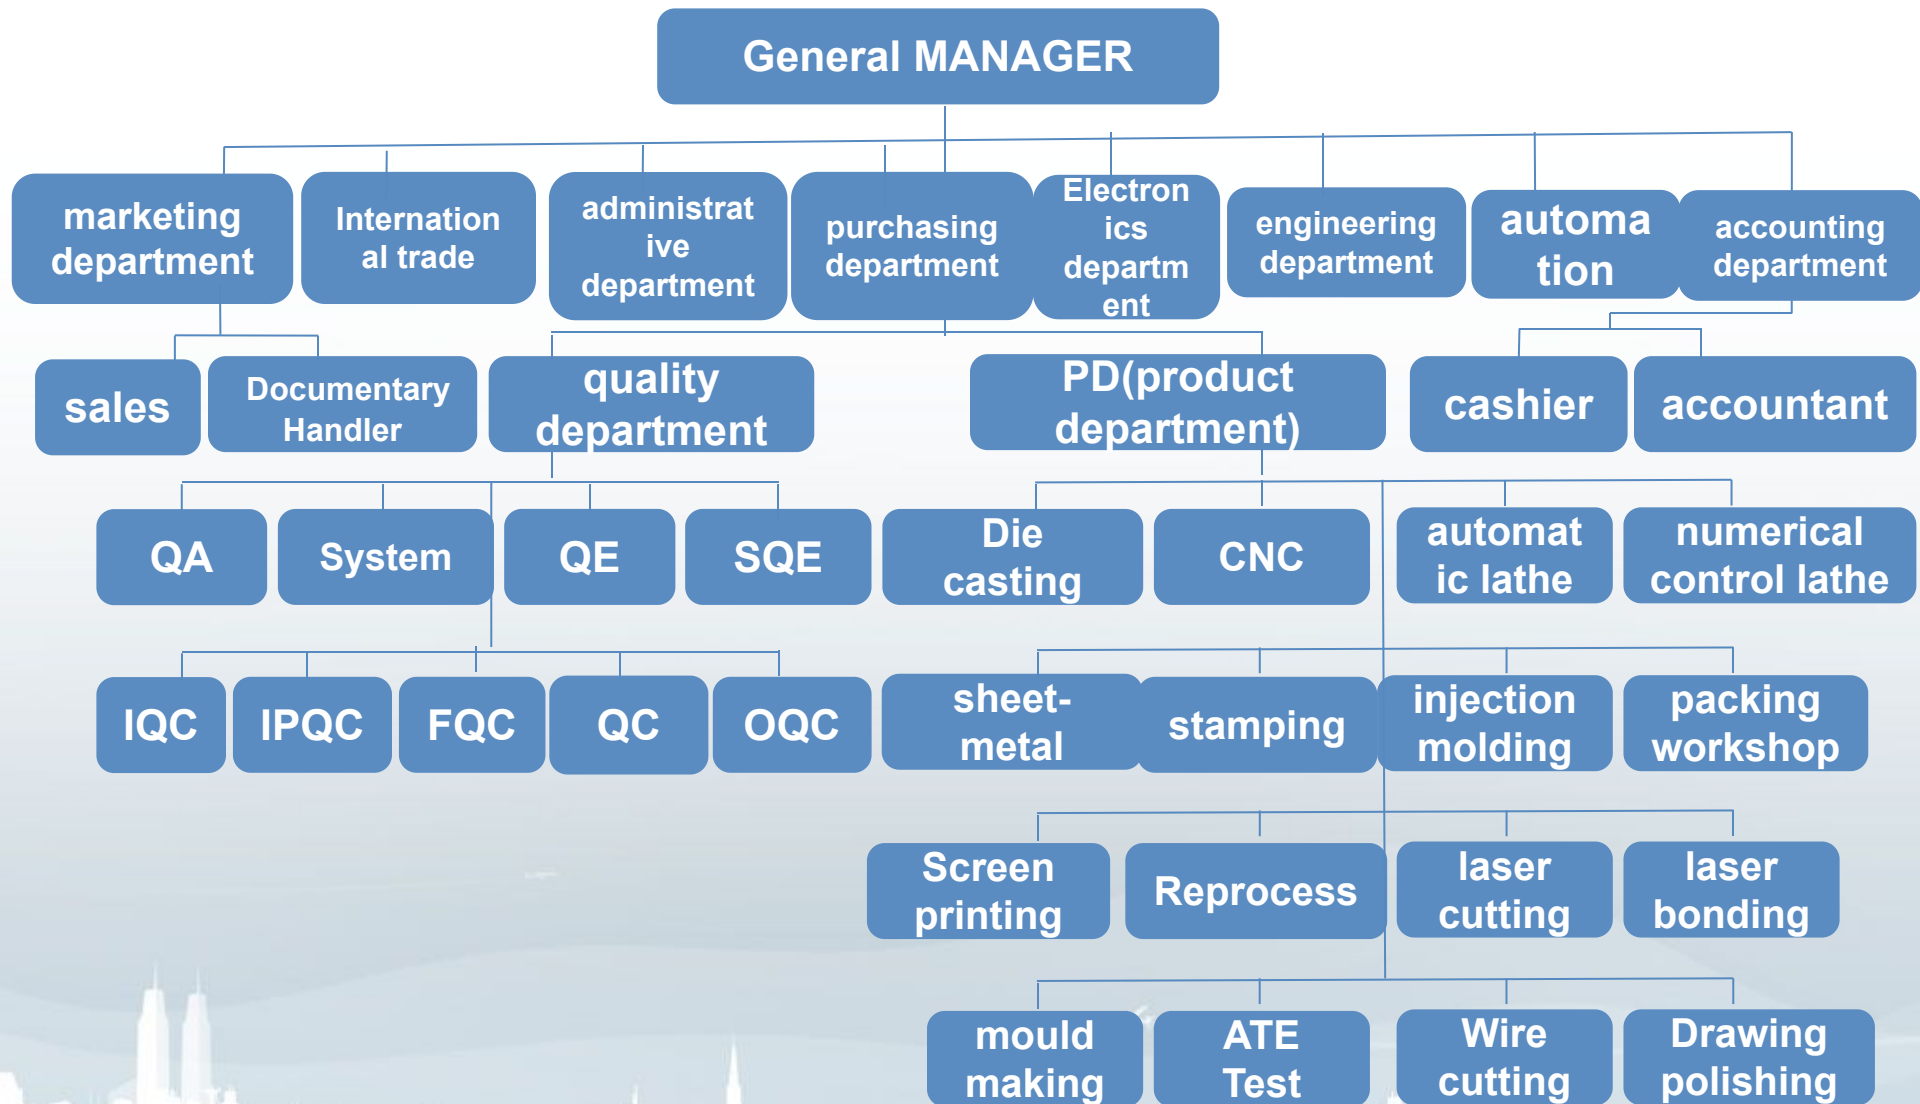 General MANAGER
marketing
department
Internation
al trade
administrat
ive
department
purchasing
department
Electron
ics
departm
ent
engineering
department
automa
tion
accounting
department
sales
Documentary
Handler
quality
department
PD(product
department)
cashier
accountant
QA
System
QE
SQE
Die
casting
CNC
automat
ic lathe
numerical
control lathe
IQC
IPQC
FQC
QC
OQC
sheet-
metal
stamping
injection
molding
packing
workshop
Screen
printing
Reprocess
laser
cutting
laser
bonding
mould
making
ATE
Test
Wire
cutting
Drawing
polishing